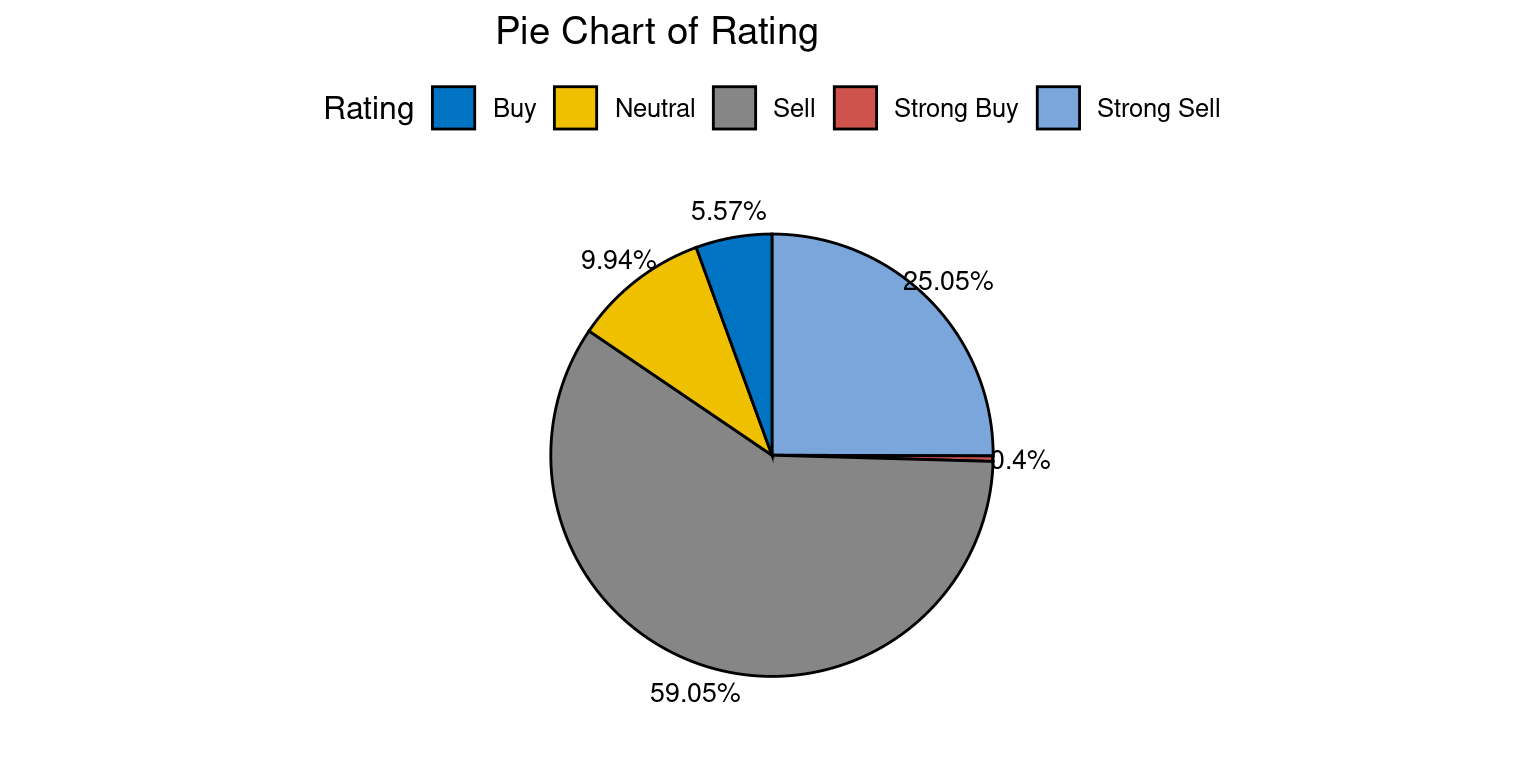 Pie Chart of Rating
Rating Buy Neutral Sell Strong Buy Strong Sell
5.57%
9.94%
25.05%
0.4%
59.05%